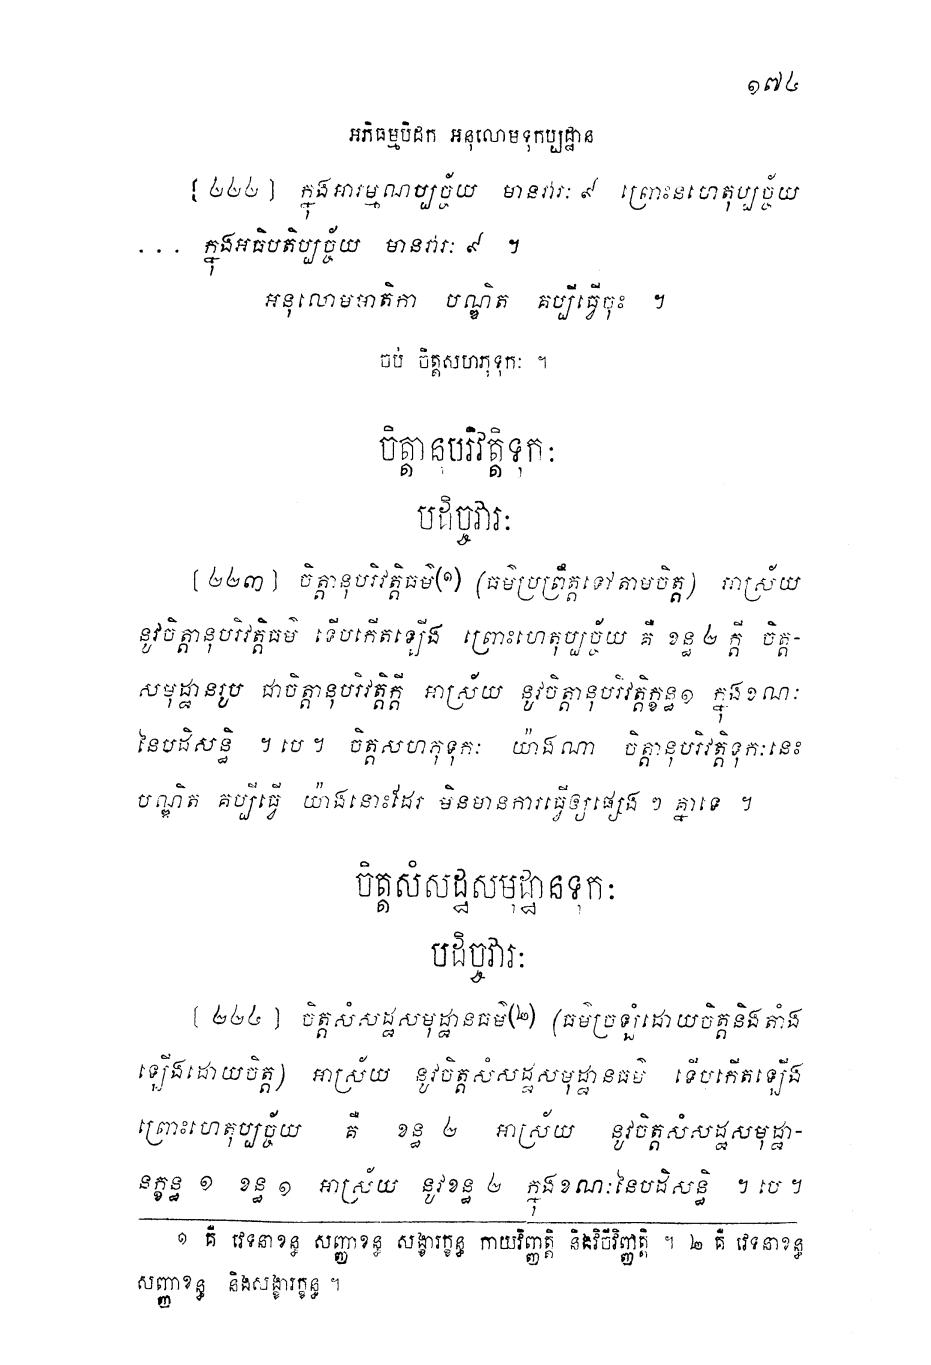 ១៧៤
អភិធម្មបិដក អនុលោមទុកប្បដ្ឋាន
[ ២២២ ] ក្នុងអារម្មណប្បច្ច័យ មានវារៈ ៩ ព្រោះនហេតុប្បច្ច័យ
... ក្នុងអធិបតិប្បច្ច័យ មានវារៈ ៩ ។
អនុលោមមាតិកា បណ្ឌិត គប្បីធ្វើចុះ ។
ចប់ ចិត្តសហភុទុកៈ ។
ចិត្តានុបរិវត្តិទុកៈ
បដិច្ចវារៈ
[ ២២៣ ] ចិត្តានុបរិវត្តិធម៌(១) (ធម៌ប្រព្រឹត្តទៅតាមចិត្ត) អាស្រ័យ
នូវចិត្តានុបរិវត្តិធម៌ ទើបកើតឡើង ព្រោះហេតុប្បច្ច័យ គឺ ខន្ធ ២ ក្តី ចិត្ត-
សមុដ្ឋានរូប ជាចិត្តានុបរិវត្តិក្តី អាស្រ័យ នូវចិត្តានុបរិវត្តិក្ខន្ធ១ ក្នុងខណៈ
នៃបដិសន្ធិ ។ បេ ។ ចិត្តសហភុទុកៈ យ៉ាងណា ចិត្តានុបរិវត្តិទុកៈនេះ
បណ្ឌិត គប្បីធ្វើ យ៉ាងនោះដែរ មិនមានការធ្វើឲ្យផ្សេង ៗ គ្នាទេ ។
ចិត្តសំសដ្ឋសមុដ្ឋានទុកៈ
បដិច្ចវារៈ
[ ២២៤ ] ចិត្តសំសដ្ឋសមុដ្ឋានធម៌(២) (ធម៌ច្រឡំដោយចិត្តនិងតាំង
ឡើងដោយចិត្ត) អាស្រ័យ នូវចិត្តសំសដ្ឋសមុដ្ឋានធម៌ ទើបកើតឡើង
ព្រោះហេតុប្បច្ច័យ គឺ ខន្ធ ២ អាស្រ័យ នូវចិត្តសំសដ្ឋសមុដ្ឋា-
នក្ខន្ធ ១ ខន្ធ ១ អាស្រ័យ នូវខន្ធ ២ ក្នុងខណៈនៃបដិសន្ធិ ។ បេ ។
១ គឺ វេទនាខន្ធ សញ្ញាខន្ធ សង្ខារក្ខន្ធ កាយវិញ្ញត្តិ និងវចីវិញ្ញត្តិ ។ ២ គឺ វេទនាខន្ធ
សញ្ញាខន្ធ និងសង្ខារក្ខន្ធ ។